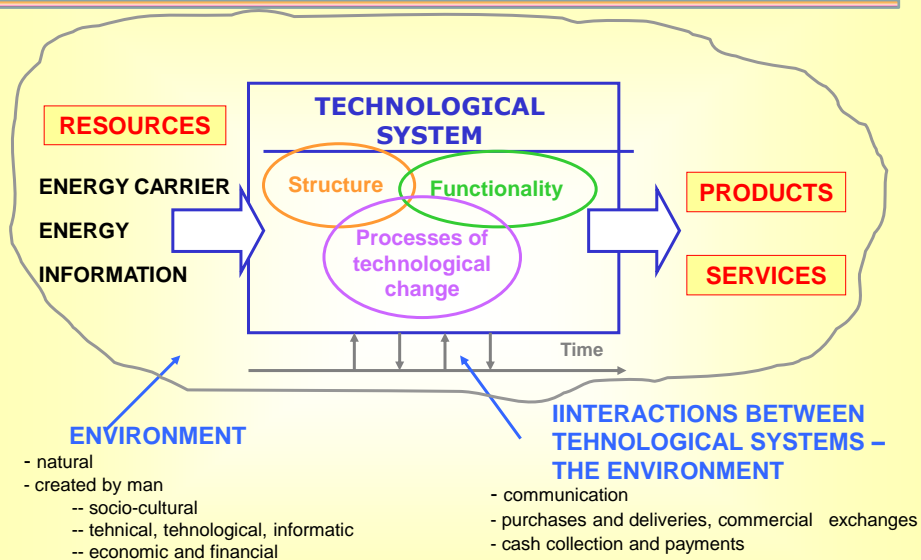 TECHNOLOGICAL
SYSTEM
RESOURCES
ENERGY CARRIER
ENERGY
INFORMATION
Structure
Functionality
Processes of
technological
change
PRODUCTS
SERVICES
Time
ENVIRONMENT
- natural
- created by man
-- socio-cultural
-- tehnical, tehnological, informatic
-- economic and financial
IINTERACTIONS BETWEEN
TEHNOLOGICAL SYSTEMS –
THE ENVIRONMENT
- communication
- purchases and deliveries, commercial exchanges
- cash collection and payments